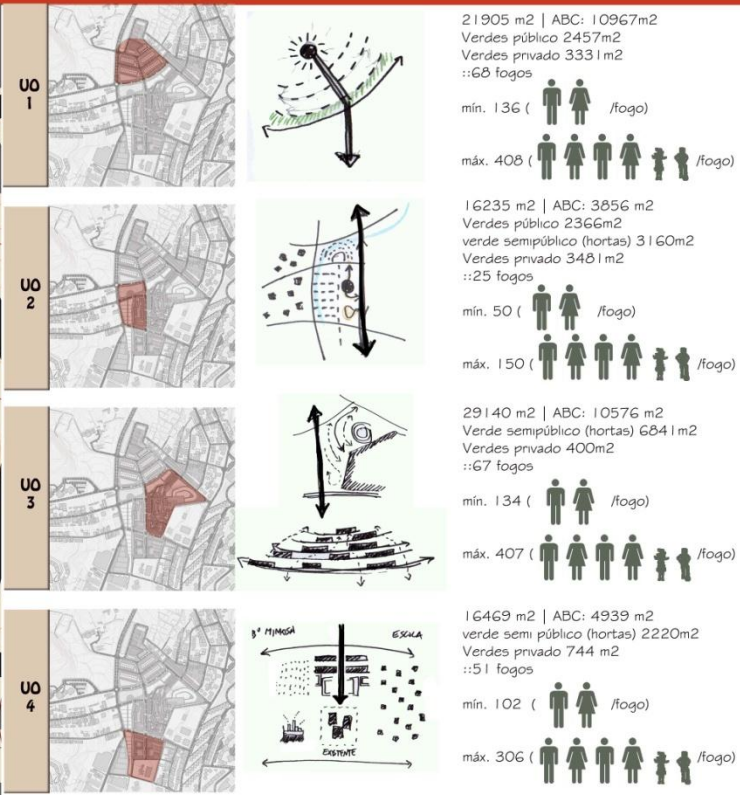 UO
1
21905 m2 | ABC: 10967m2
Verdes público 2457m2
Verdes privado 3331m2
::68 fogos
mín. 136 ( /fogo)
máx. 408 ( /fogo)
UO
2
16235 m2 | ABC: 3856 m2
Verdes público 2366m2
verde semipúblico (hortas) 3160m2
Verdes privado 3481m2
::25 fogos
mín. 50 ( /fogo)
máx. 150 ( /fogo)
UO
3
29140 m2 | ABC: 10576 m2
Verde semipúblico (hortas) 6841m2
Verdes privado 400m2
::67 fogos
mín. 134 ( /fogo)
máx. 407 ( /fogo)
UO
4
Bº MIMOSA
ESCOLA
EXISTENTE
16469 m2 | ABC: 4939 m2
verde semi público (hortas) 2220m2
Verdes privado 744 m2
::51 fogos
mín. 102 ( /fogo)
máx. 306 ( /fogo)